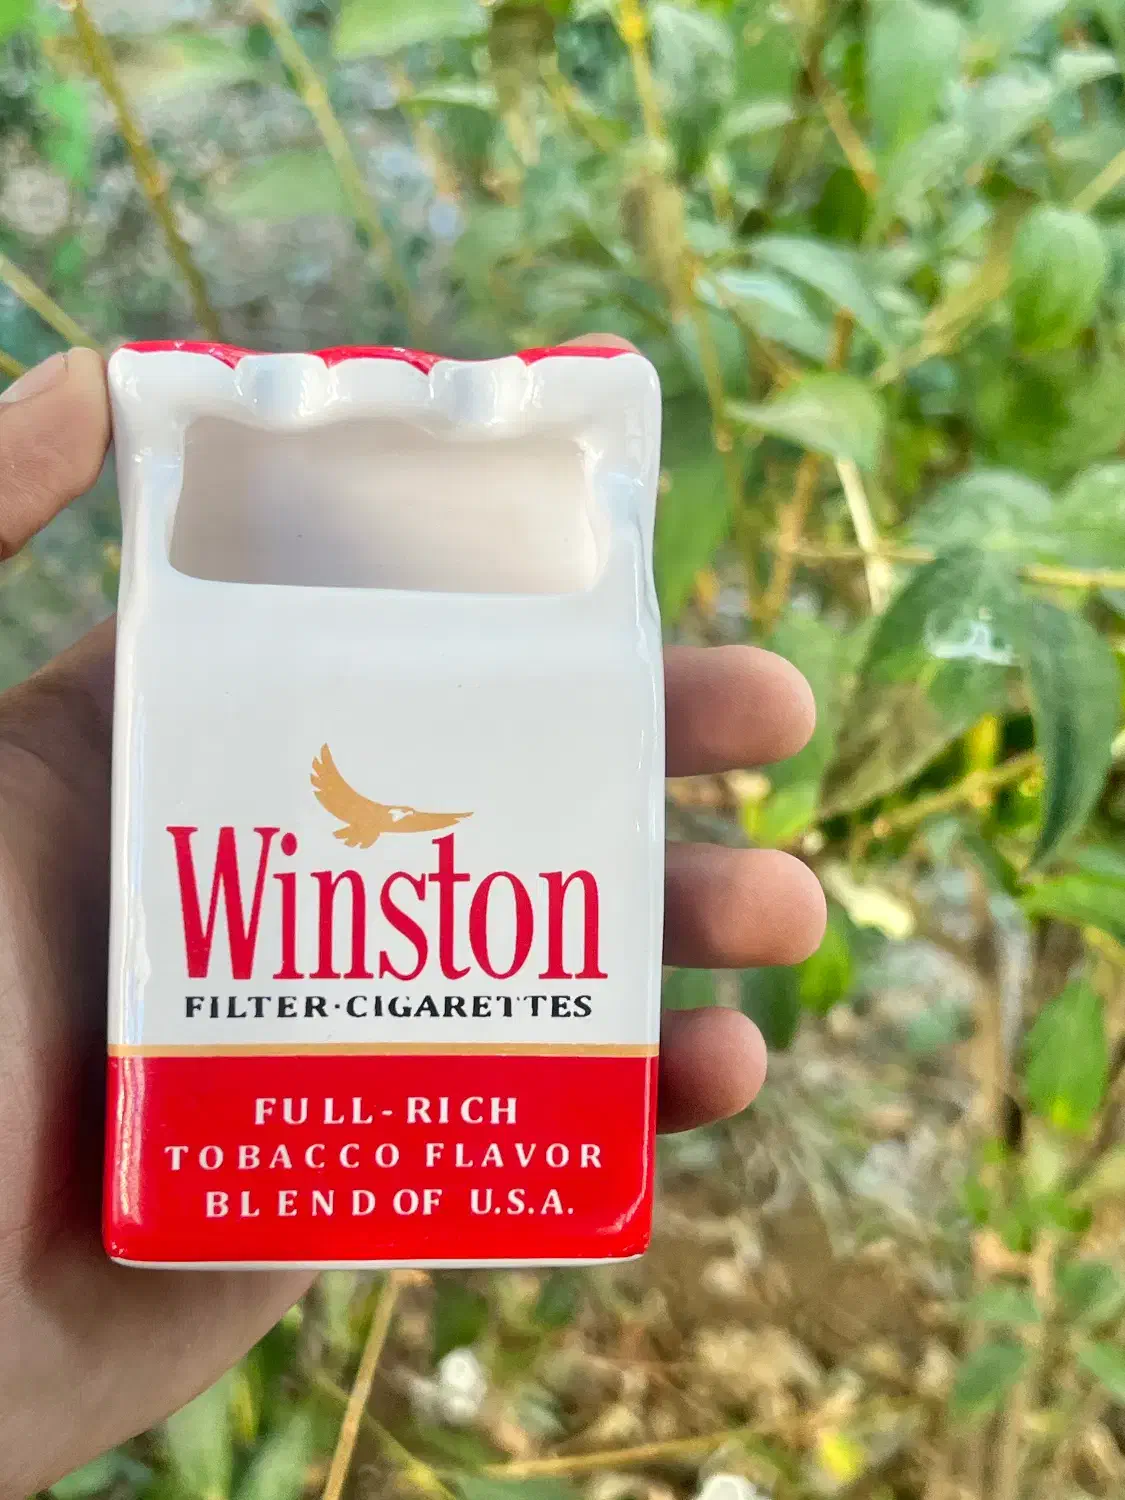 Winston
FILTER·CIGARETTES
FULL-RICH
TOBACCO FLAVOR
BLEND OF U.S.A.